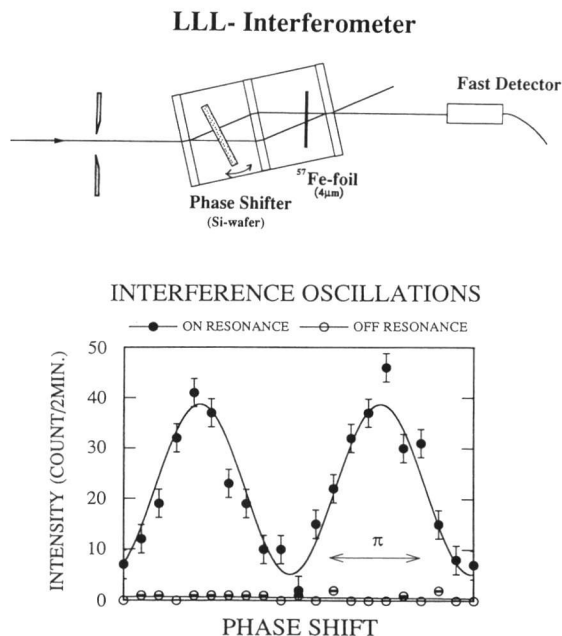 LLL- Interferometer
Fast Detector
57Fe-foil
(4μm)
Phase Shifter
(Si-wafer)
INTERFERENCE OSCILLATIONS
ON RESONANCE
OFF RESONANCE
50
40
30
20
10
0
INTENSITY (COUNT/2MIN.)
π
PHASE SHIFT